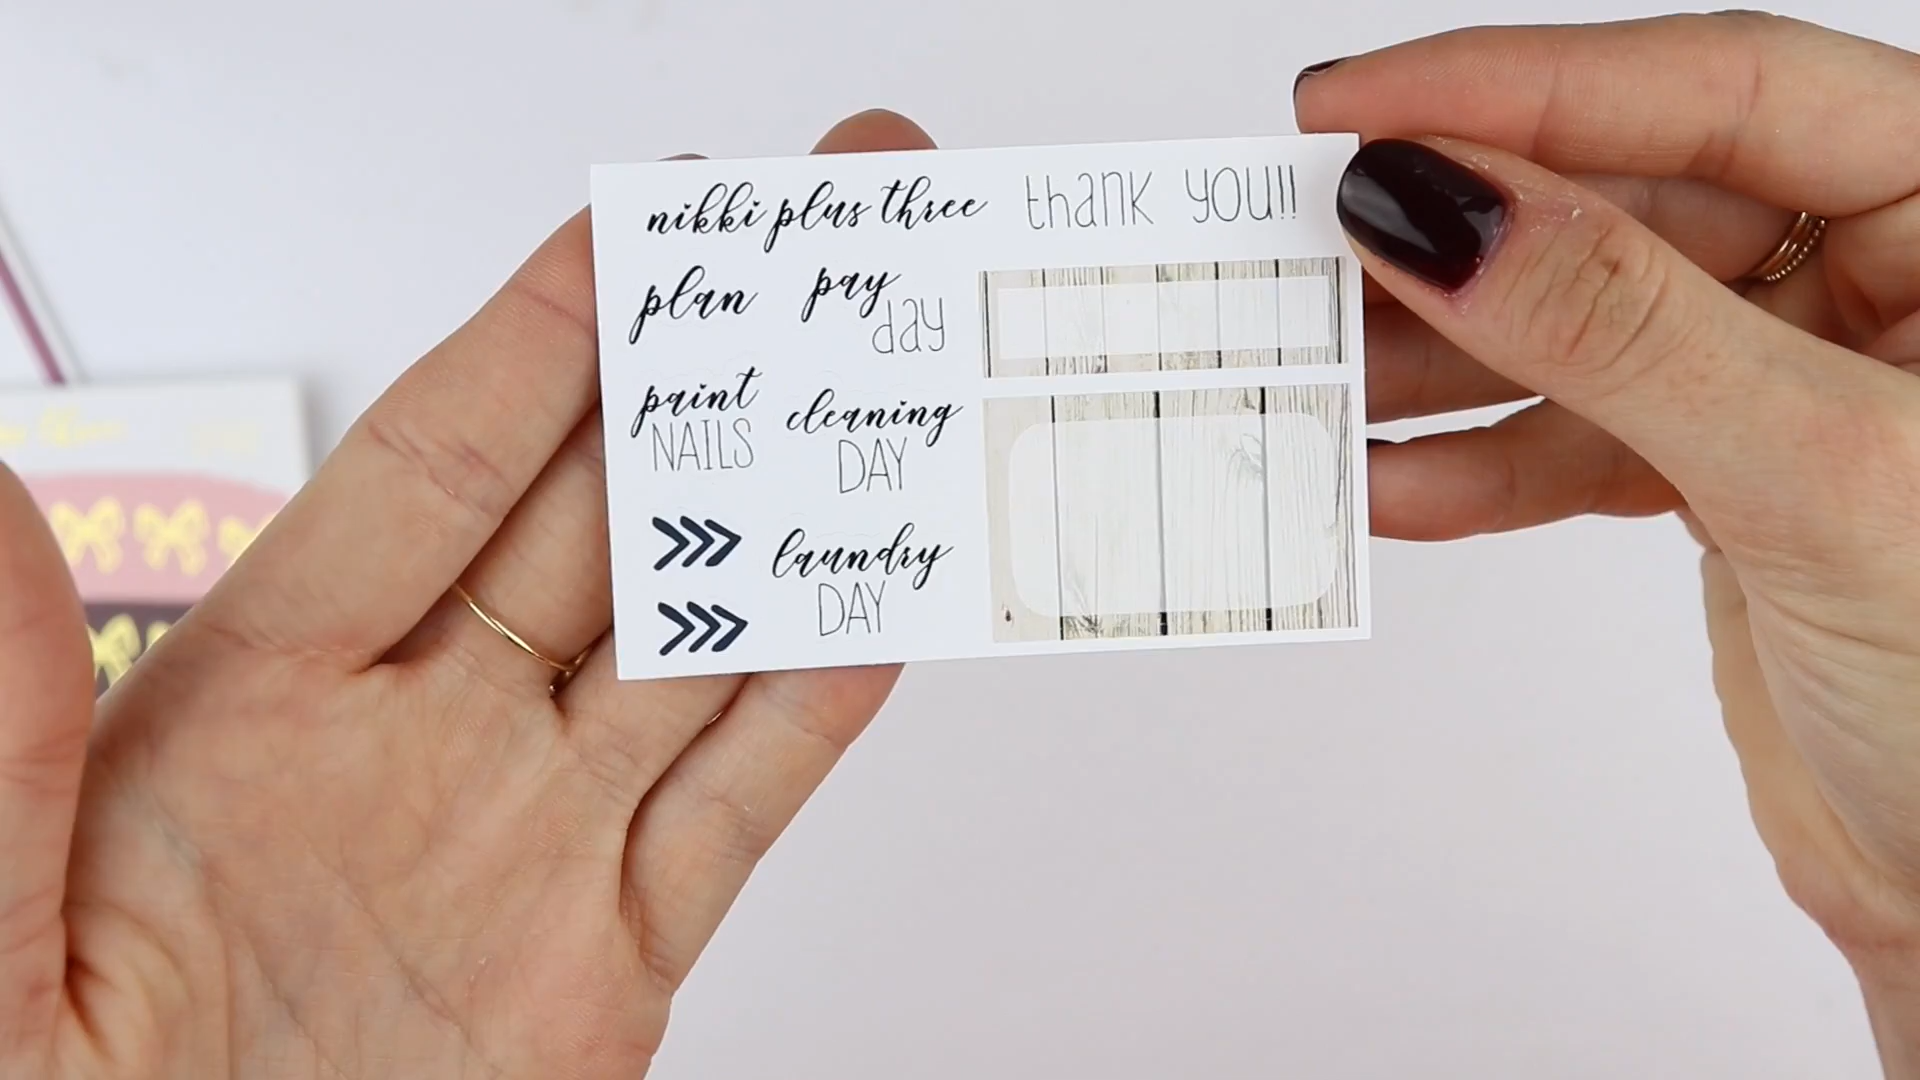 nikki plus three
thank you!!
plan
pay
day
paint
NAILS
cleaning
DAY
laundry
DAY